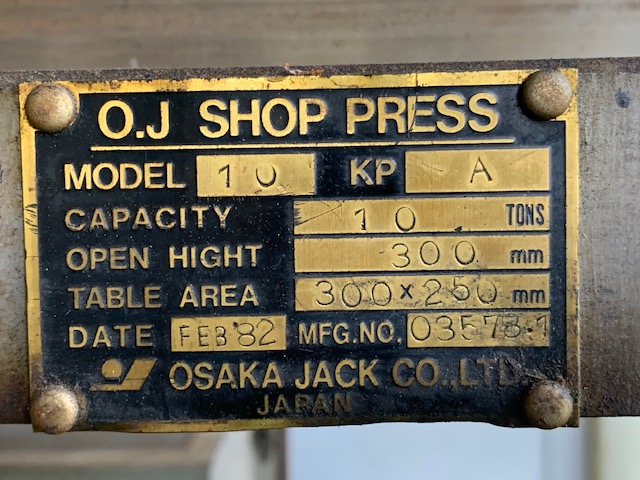 O.J SHOP PRESS
MODEL 10 KP - A
CAPACITY 10 TONS
OPEN HIGHT 300 mm
TABLE AREA 300×250 mm
DATE FEB'82 MFG.NO. 03578-1
OSAKA JACK CO.,LTD.
JAPAN